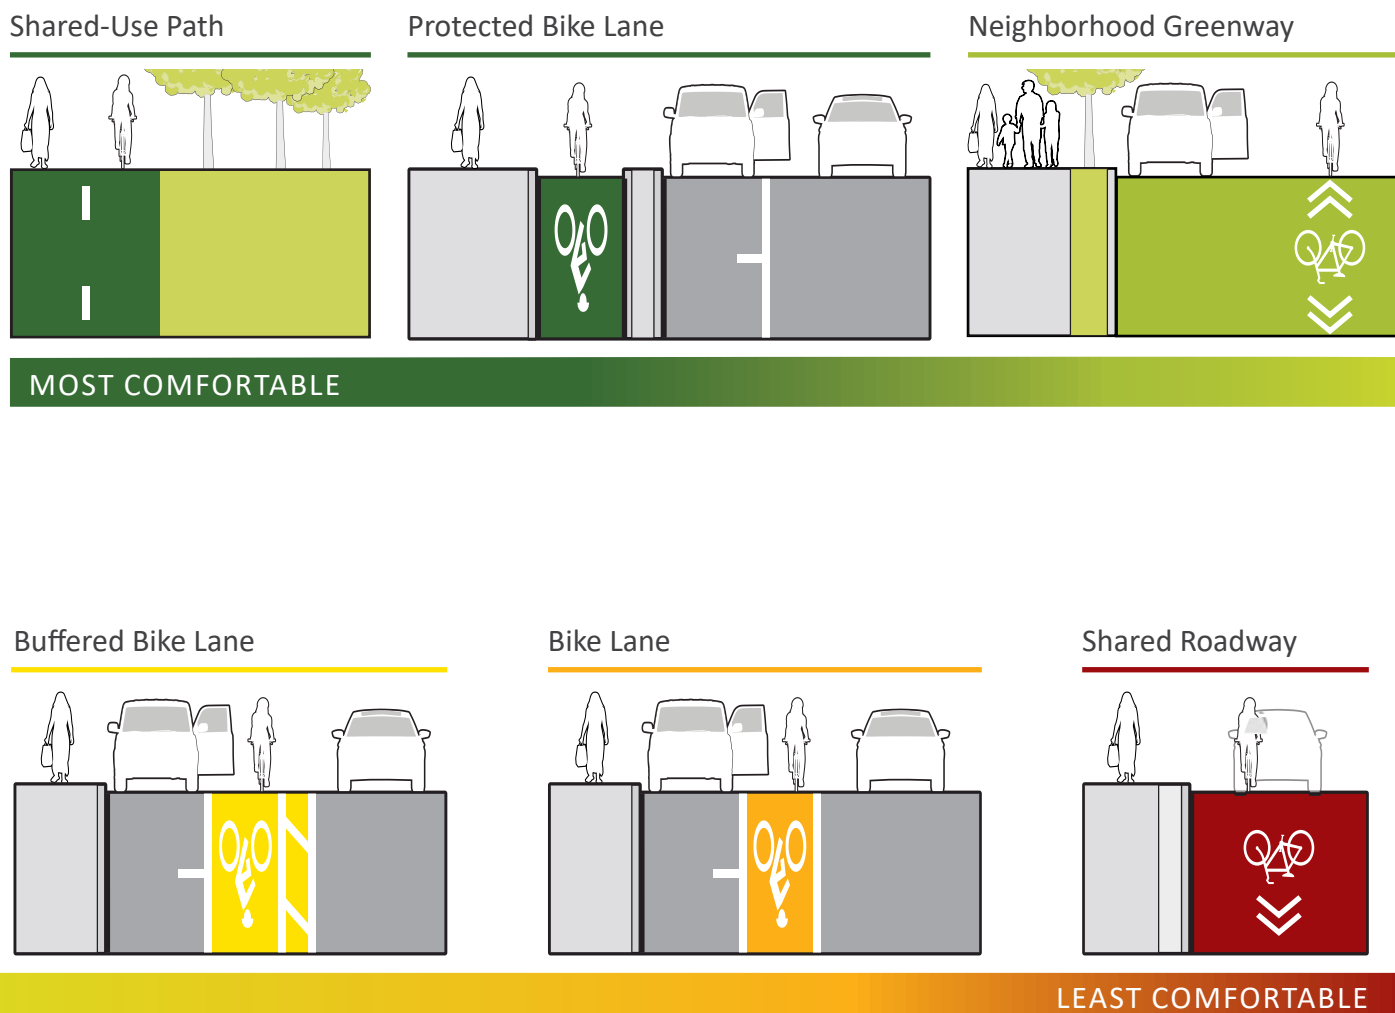 Shared-Use Path
Protected Bike Lane
Neighborhood Greenway
MOST COMFORTABLE
Buffered Bike Lane
Bike Lane
Shared Roadway
LEAST COMFORTABLE